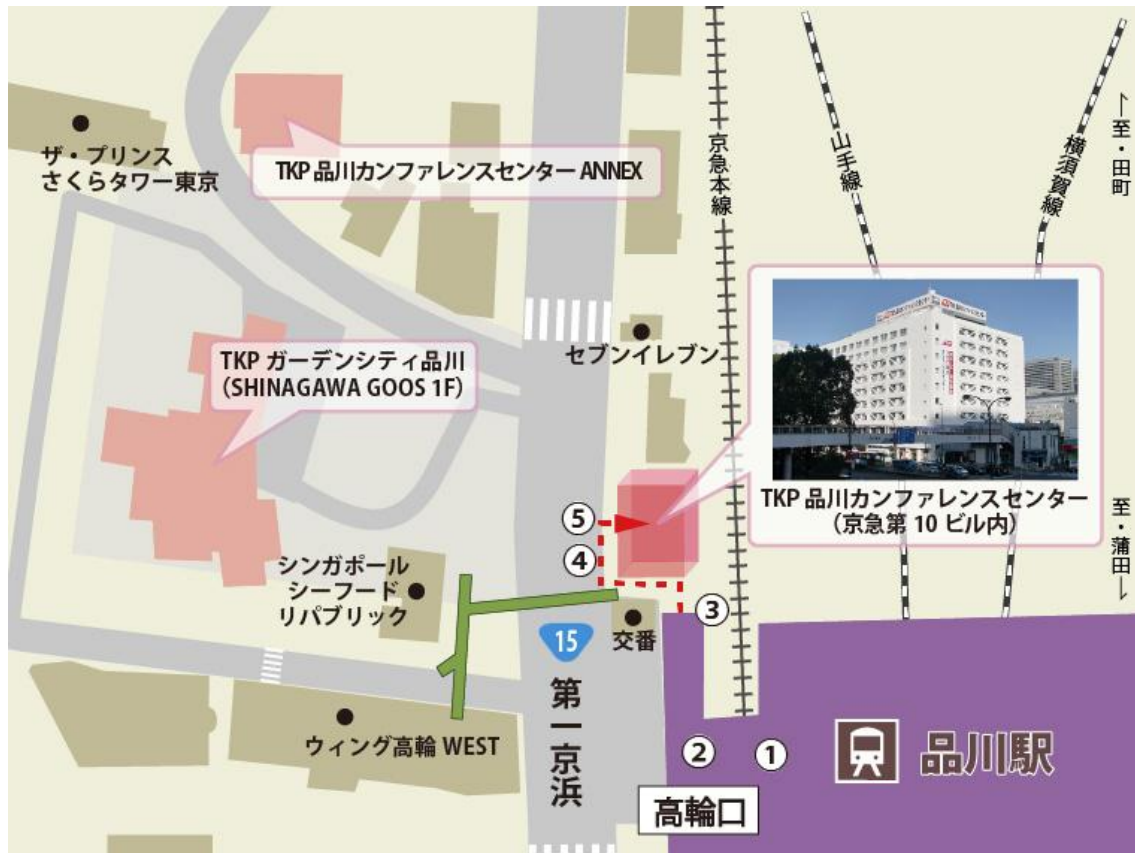 ザ・プリンス
さくらタワー東京
TKP 品川カンファレンスセンター ANNEX
京急本線
山手線
横須賀線
至・田町
セブンイレブン
TKP ガーデンシティ品川
(SHINAGAWA GOOS 1F)
TKP 品川カンファレンスセンター
(京急第 10 ビル内)
至・蒲田
⑤
④
シンガポール
シーフード
リパブリック
③
交番
15
第一京浜
ウィング高輪 WEST
②
①
品川駅
高輪口